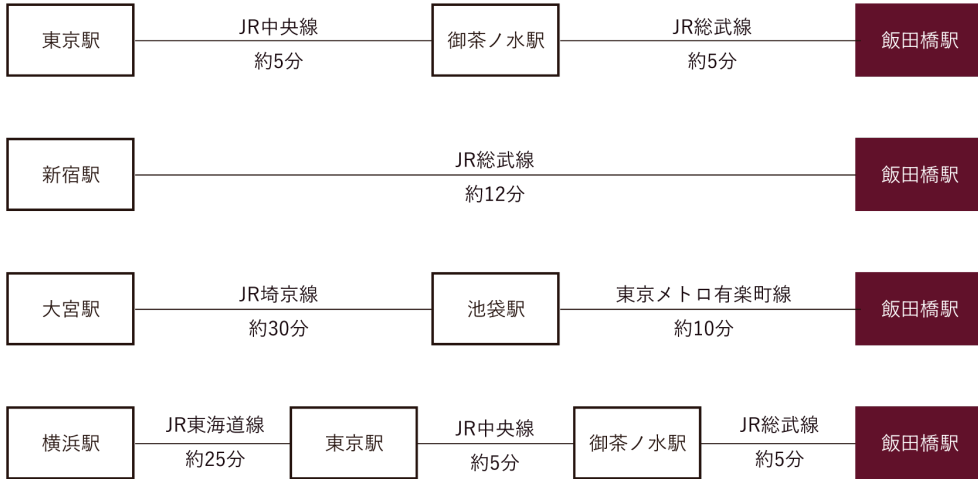 東京駅
JR中央線
約5分
御茶ノ水駅
JR総武線
約5分
飯田橋駅
新宿駅
JR総武線
約12分
飯田橋駅
大宮駅
JR埼京線
約30分
池袋駅
東京メトロ有楽町線
約10分
飯田橋駅
横浜駅
JR東海道線
約25分
東京駅
JR中央線
約5分
御茶ノ水駅
JR総武線
約5分
飯田橋駅